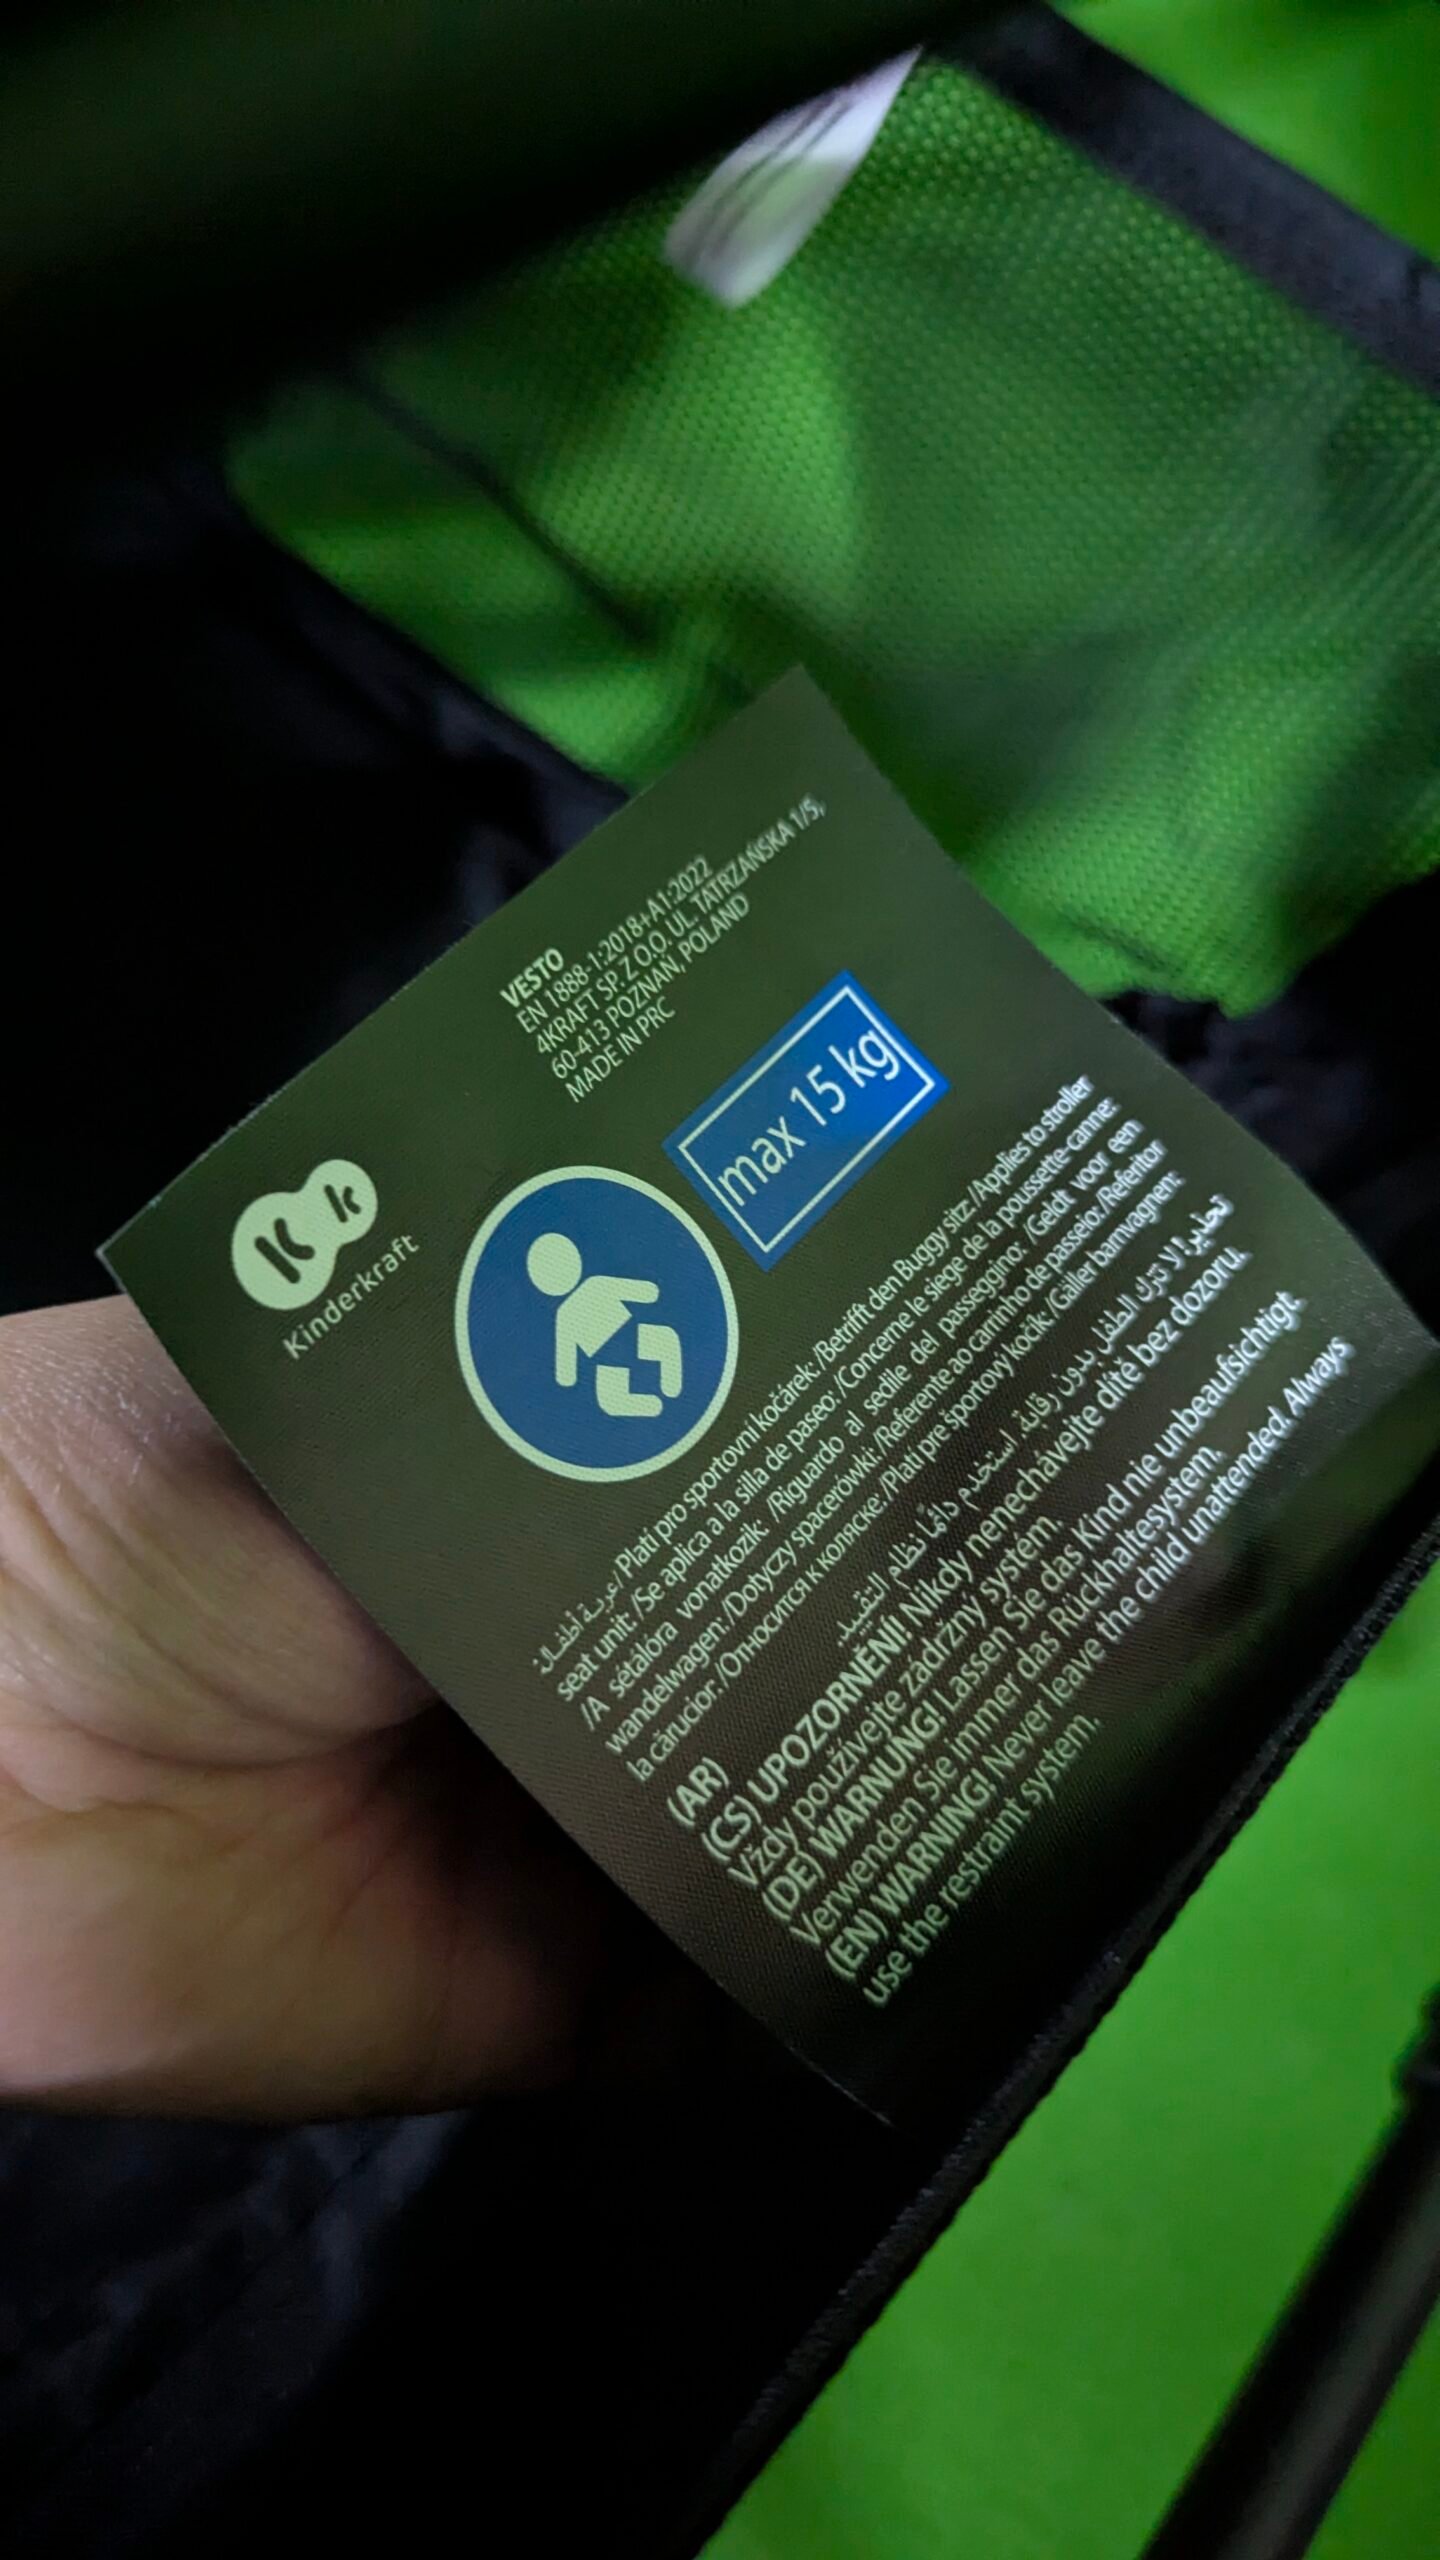 Kk
Kinderkraft
VESTO
EN 1888-1:2018+A1:2022
4KRAFT SP. Z O.O. UL. TATRZAŃSKA 1/5,
60-413 POZNAŃ, POLAND
MADE IN PRC
max 15 kg
عربة أطفال: /Platí pro sportovní kočárek: /Betrifft den Buggy sitz /Applies to stroller
seat unit: /Se aplica a la silla de paseo: /Concerne le siege de la poussette-canne:
/A sétálóra vonatkozik: /Riguardo al sedile del passeggino: /Geldt voor een
wandelwagen: /Dotyczy spacerówki: /Referente ao carrinho de passeio: /Referitor
la cărucior: /Относится к коляске: /Platí pre športový kočík: /Gäller barnvagnen:
(AR) تحذير! لا تترك الطفل بدون رقابة. استخدم دائمًا نظام التقييد.
(CS) UPOZORNĚNÍ! Nikdy nenechávejte dítě bez dozoru.
Vždy používejte zádržný systém.
(DE) WARNUNG! Lassen Sie das Kind nie unbeaufsichtigt.
Verwenden Sie immer das Rückhaltesystem.
(EN) WARNING! Never leave the child unattended. Always
use the restraint system.